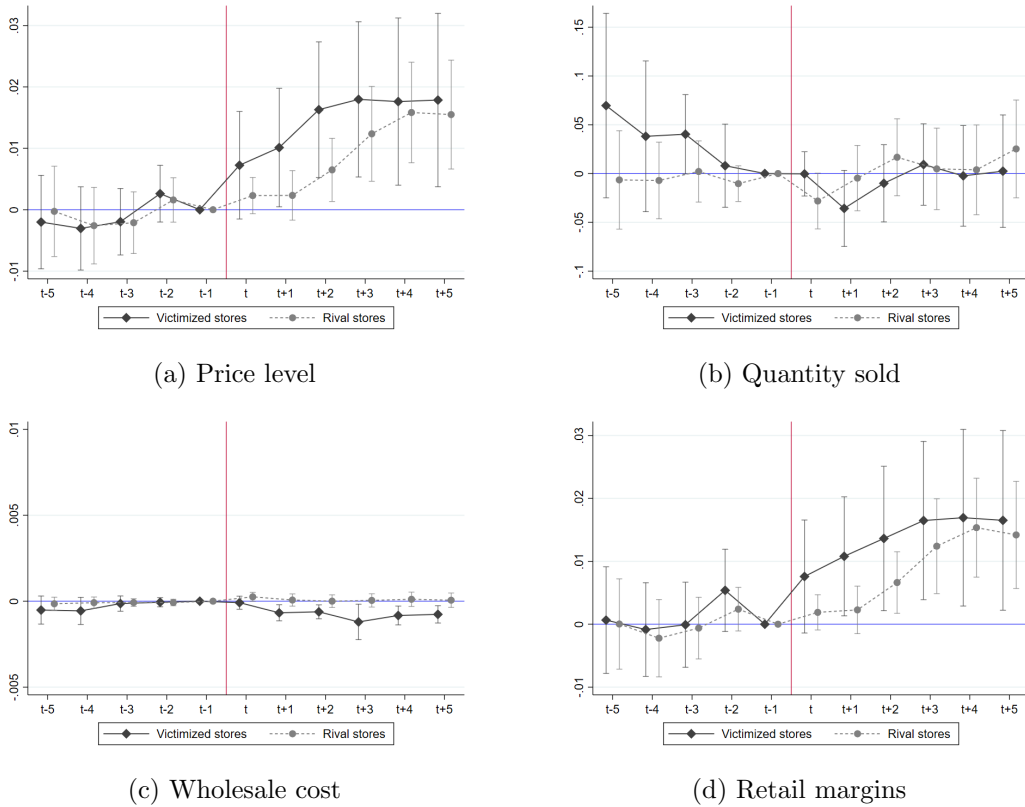 .03
.02
.01
0
-.01
t-5 t-4 t-3 t-2 t-1 t t+1 t+2 t+3 t+4 t+5
Victimized stores Rival stores
(a) Price level
.15
.1
.05
0
-.05
-.1
t-5 t-4 t-3 t-2 t-1 t t+1 t+2 t+3 t+4 t+5
Victimized stores Rival stores
(b) Quantity sold
.01
.005
0
-.005
t-5 t-4 t-3 t-2 t-1 t t+1 t+2 t+3 t+4 t+5
Victimized stores Rival stores
(c) Wholesale cost
.03
.02
.01
0
-.01
t-5 t-4 t-3 t-2 t-1 t t+1 t+2 t+3 t+4 t+5
Victimized stores Rival stores
(d) Retail margins